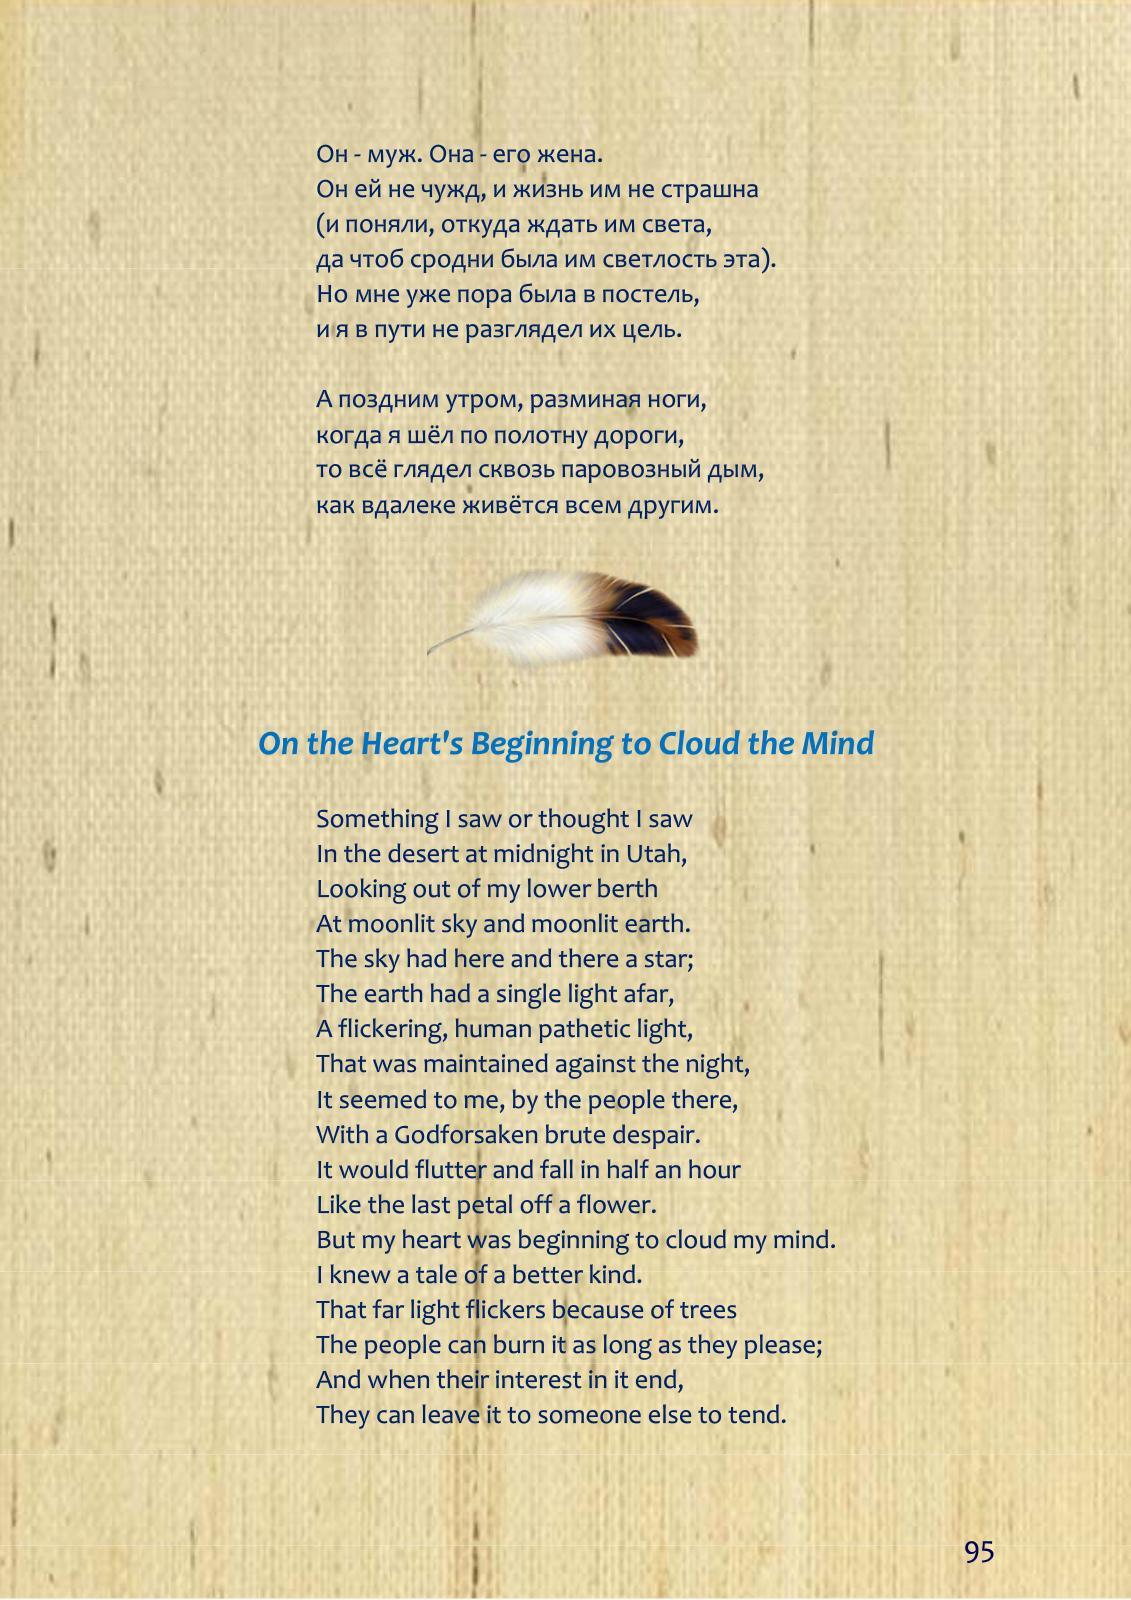 Он - муж. Она - его жена.
Он ей не чужд, и жизнь им не страшна
(и поняли, откуда ждать им света,
да чтоб сродни была им светлость эта).
Но мне уже пора была в постель,
и я в пути не разглядел их цель.
А поздним утром, разминая ноги,
когда я шёл по полотну дороги,
то всё глядел сквозь паровозный дым,
как вдалеке живётся всем другим.
On the Heart's Beginning to Cloud the Mind
Something I saw or thought I saw
In the desert at midnight in Utah,
Looking out of my lower berth
At moonlit sky and moonlit earth.
The sky had here and there a star;
The earth had a single light afar,
A flickering, human pathetic light,
That was maintained against the night,
It seemed to me, by the people there,
With a Godforsaken brute despair.
It would flutter and fall in half an hour
Like the last petal off a flower.
But my heart was beginning to cloud my mind.
I knew a tale of a better kind.
That far light flickers because of trees
The people can burn it as long as they please;
And when their interest in it end,
They can leave it to someone else to tend.
95